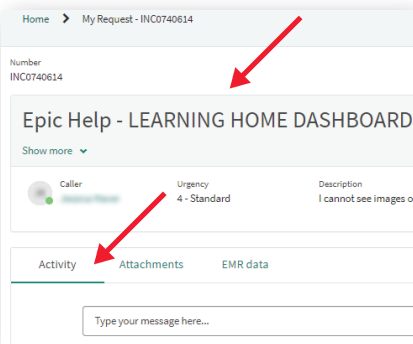 Home > My Request - INC0740614
Number
INC0740614
Epic Help - LEARNING HOME DASHBOARD
Show more
Caller
Urgency
4 - Standard
Description
I cannot see images o
Activity
Attachments
EMR data
Type your message here...